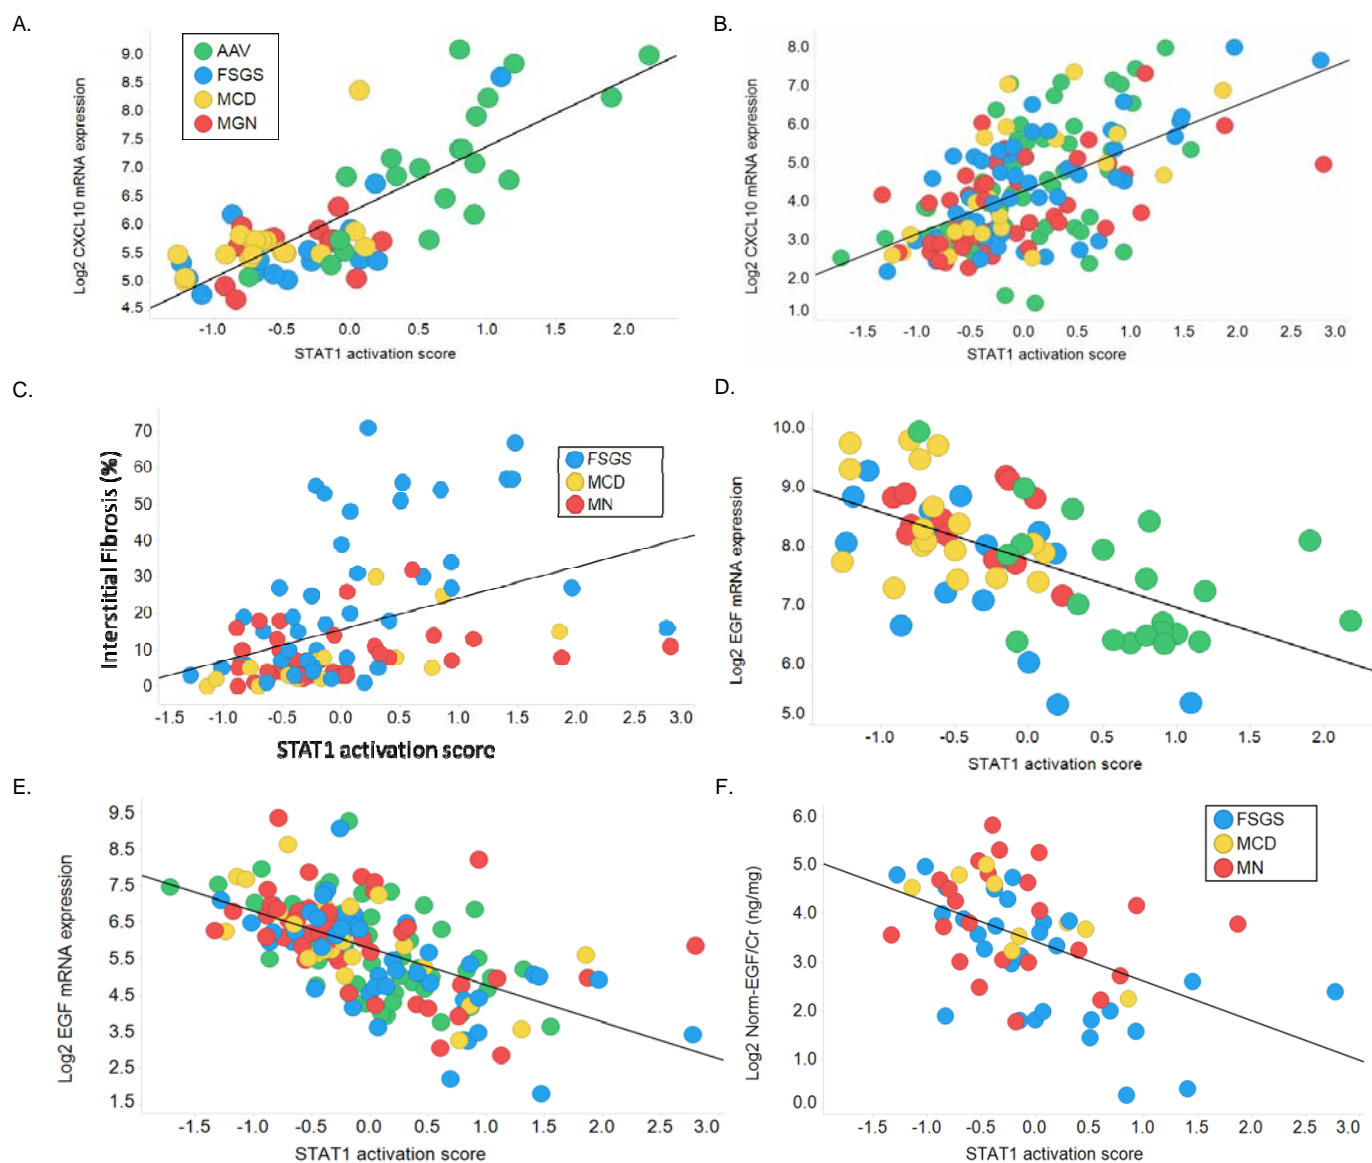 A.
Log2 CXCL10 mRNA expression
9.0
8.5
8.0
7.5
7.0
6.5
6.0
5.5
5.0
4.5
AAV
FSGS
MCD
MGN
-1.0 -0.5 0.0 0.5 1.0 1.5 2.0
STAT1 activation score
B.
Log2 CXCL10 mRNA expression
8.0
7.0
6.0
5.0
4.0
3.0
2.0
1.0
-1.5 -1.0 -0.5 0.0 0.5 1.0 1.5 2.0 2.5 3.0
STAT1 activation score
C.
Interstitial Fibrosis (%)
70
60
50
40
30
20
10
0
FSGS
MCD
MN
-1.5 -1.0 -0.5 0.0 0.5 1.0 1.5 2.0 2.5 3.0
STAT1 activation score
D.
Log2 EGF mRNA expression
10.0
9.0
8.0
7.0
6.0
5.0
-1.0 -0.5 0.0 0.5 1.0 1.5 2.0
STAT1 activation score
E.
Log2 EGF mRNA expression
9.5
8.5
7.5
6.5
5.5
4.5
3.5
2.5
1.5
-1.5 -1.0 -0.5 0.0 0.5 1.0 1.5 2.0 2.5 3.0
STAT1 activation score
F.
Log2 Norm-EGF/Cr (ng/mg)
6.0
5.0
4.0
3.0
2.0
1.0
0.0
FSGS
MCD
MN
-1.5 -1.0 -0.5 0.0 0.5 1.0 1.5 2.0 2.5 3.0
STAT1 activation score